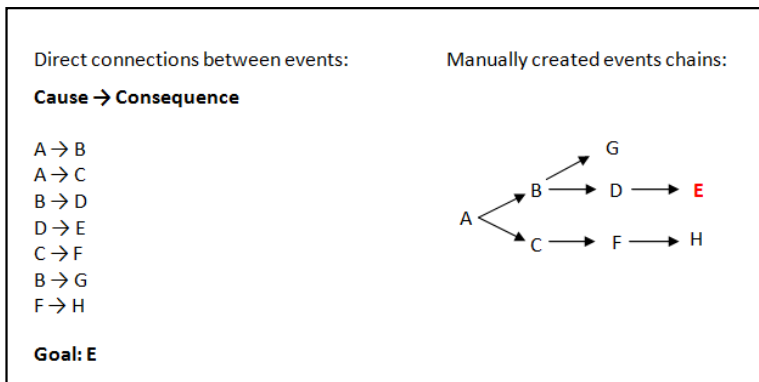 Direct connections between events:
Cause → Consequence
A → B
A → C
B → D
D → E
C → F
B → G
F → H
Goal: E
Manually created events chains:
G
B D E
A
C F H